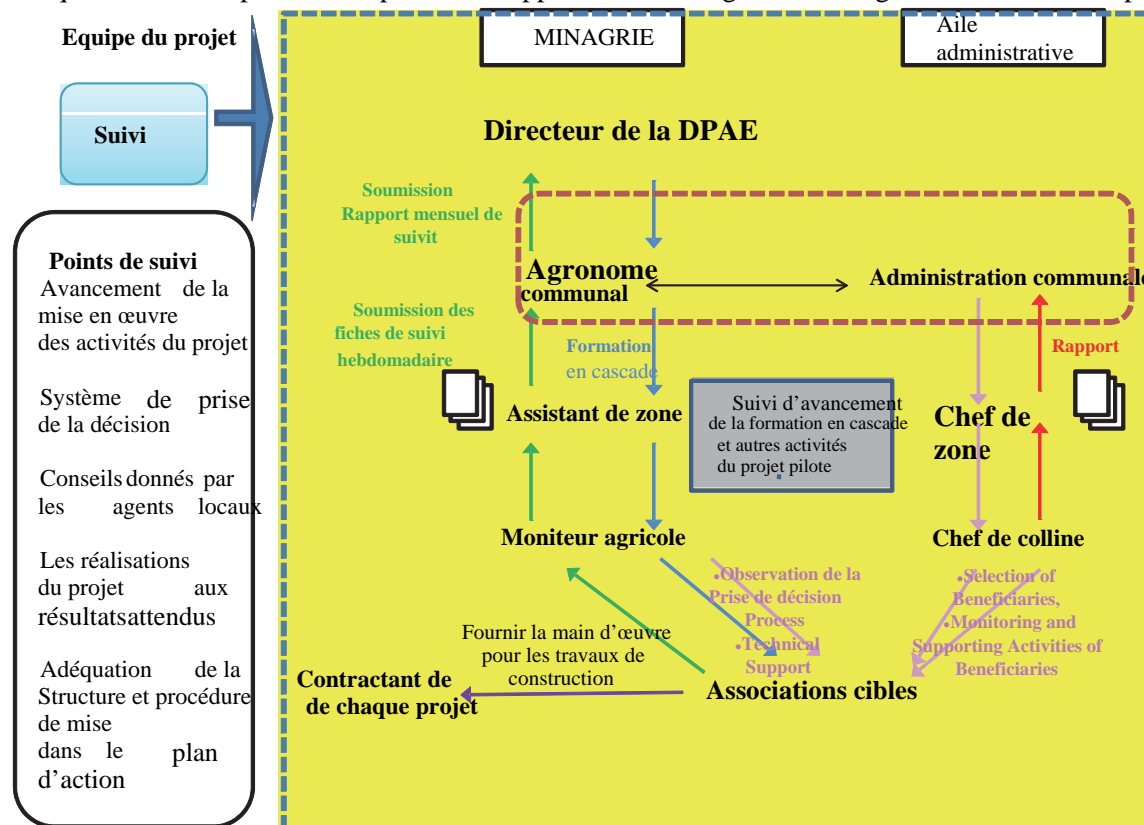 Equipe du projet
Suivi
MINAGRIE
Aile
administrative
Directeur de la DPAE
Soumission
Rapport mensuel de
suivit
Agronome
communal
Administration communale
Soumission des
fiches de suivi
hebdomadaire
Formation
en cascade
Rapport
Assistant de zone
Suivi d’avancement
de la formation en cascade
et autres activités
du projet pilote
Chef de
zone
Moniteur agricole
Chef de colline
•Observation de la
Prise de décision
Process
•Technical
Support
•Selection of
Beneficiaries,
•Monitoring and
Supporting Activities of
Beneficiaries
Fournir la main d’œuvre
pour les travaux de
construction
Contractant de
de chaque projet
Associations cibles
Points de suivi
Avancement de la
mise en œuvre
des activités du projet
Système de prise
de la décision
Conseils donnés par
les agents locaux
Les réalisations
du projet aux
résultatsattendus
Adéquation de la
Structure et procédure
de mise
dans le plan
d’action